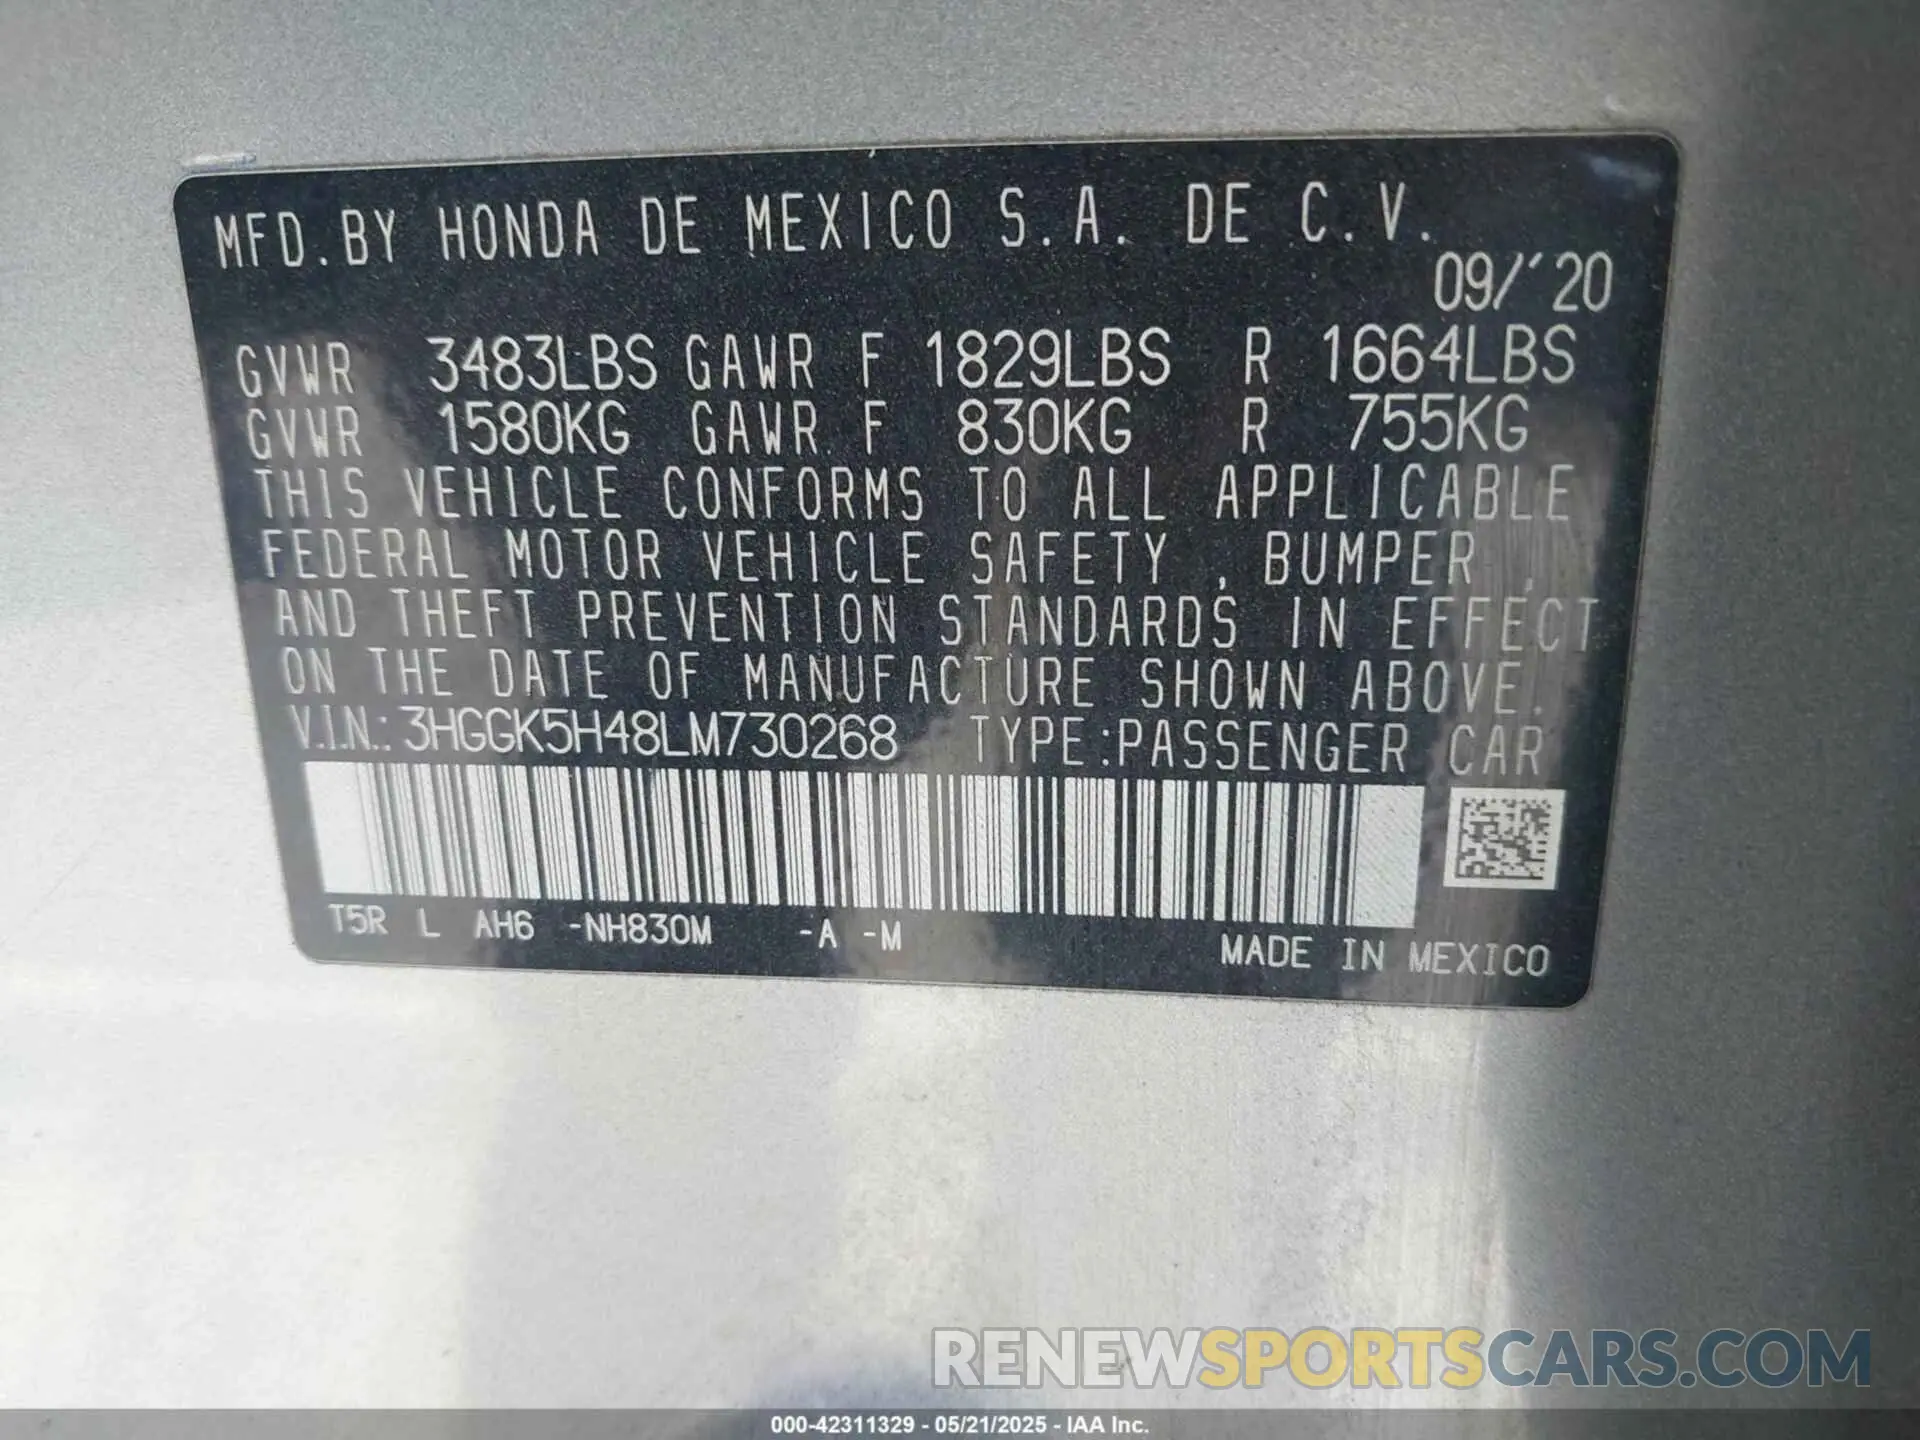 MFD.BY HONDA DE MEXICO S.A. DE C.V.
09/'20
GVWR 3483LBS GAWR F 1829LBS R 1664LBS
GVWR 1580KG GAWR F 830KG R 755KG
THIS VEHICLE CONFORMS TO ALL APPLICABLE
FEDERAL MOTOR VEHICLE SAFETY , BUMPER ,
AND THEFT PREVENTION STANDARDS IN EFFECT
ON THE DATE OF MANUFACTURE SHOWN ABOVE.
V.I.N.: 3HGGK5H48LM730268 TYPE:PASSENGER CAR
T5R L AH6 -NH830M -A -M
MADE IN MEXICO
RENEWSPORTSCARS.COM
000-42311329 - 05/21/2025 - IAA Inc.